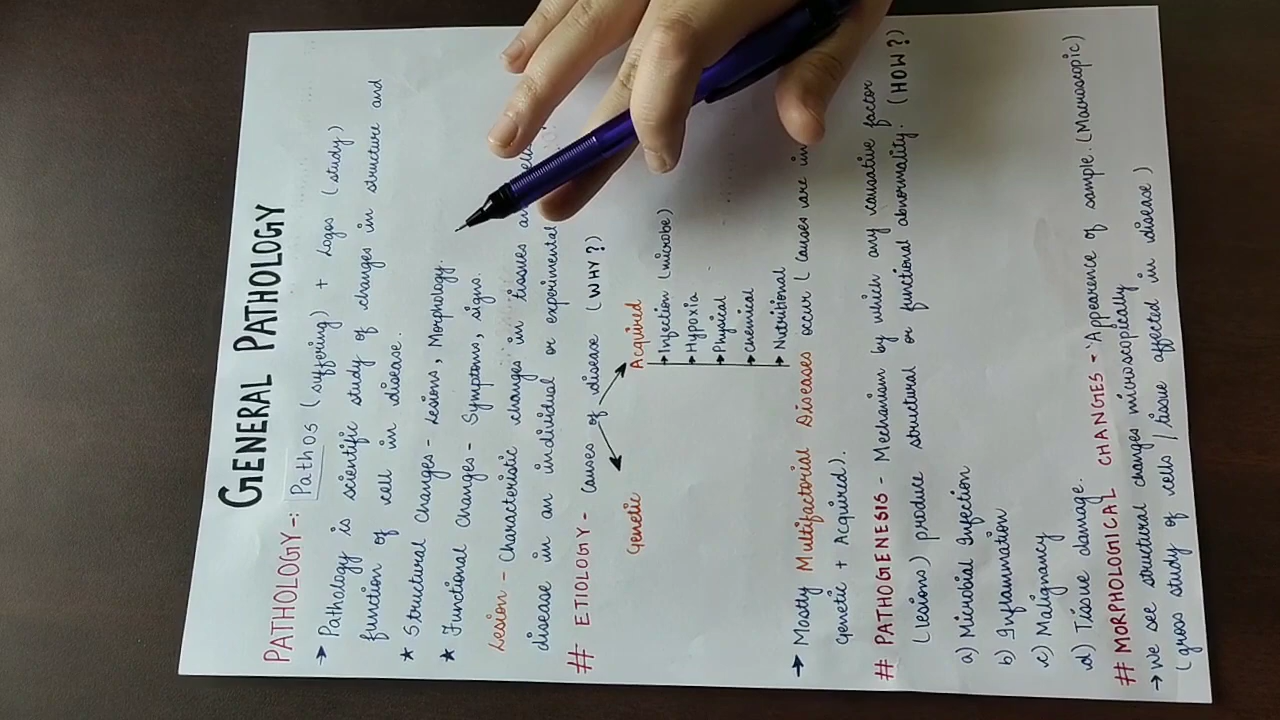 GENERAL PATHOLOGY
PATHOLOGY-: Pathos (suffering) + Logos (study)
→ Pathology is scientific study of changes in structure and
function of cell in disease.
★ Structural Changes - Lesions, Morphology.
★ Functional Changes - Symptoms, signs.
Lesion - Characteristic changes in tissues and
disease in an individual or experimental
# ETIOLOGY - Causes of disease (WHY?)
Genetic Acquired
→ Infection (microbe)
→ Hypoxia
→ Physical
→ Chemical
→ Nutritional
→ Mostly Multifactorial Diseases occur (causes are in
Genetic + Acquired).
# PATHOGENESIS - Mechanism by which any causative factor
(lesions) produce structural or functional abnormality. (HOW?)
a) Microbial Infection
b) Inflammation
c) Malignancy
d) Tissue damage.
# MORPHOLOGICAL CHANGES - Appearence of sample. (Macroscopic)
→ We see structural changes microscopically
(gross study of cells / tissue affected in disease)